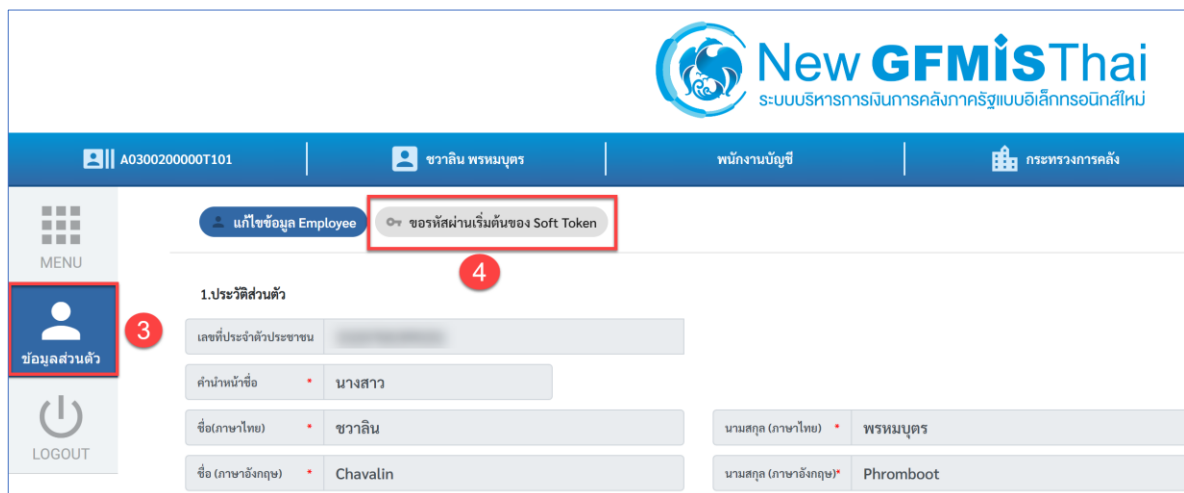 New GFMISThai
ระบบบริหารการเงินการคลังภาครัฐแบบอิเล็กทรอนิกส์ใหม่
A0300200000T101 ชวาลิน พรหมบุตร พนักงานบัญชี กระทรวงการคลัง
แก้ไขข้อมูล Employee ขอรหัสผ่านเริ่มต้นของ Soft Token
MENU
4
1.ประวัติส่วนตัว
3
เลขที่ประจำตัวประชาชน
ข้อมูลส่วนตัว
คำนำหน้าชื่อ * นางสาว
ชื่อ(ภาษาไทย) * ชวาลิน นามสกุล (ภาษาไทย) * พรหมบุตร
LOGOUT
ชื่อ (ภาษาอังกฤษ) * Chavalin นามสกุล (ภาษาอังกฤษ)* Phromboot